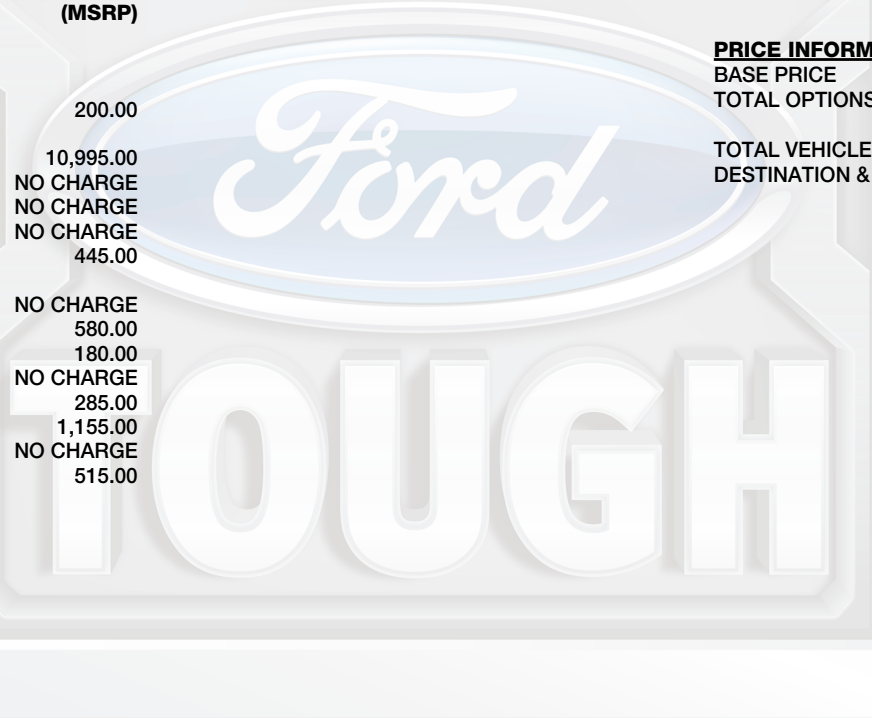 (MSRP)
200.00
10,995.00
NO CHARGE
NO CHARGE
NO CHARGE
445.00
NO CHARGE
580.00
180.00
NO CHARGE
285.00
1,155.00
NO CHARGE
515.00
PRICE INFORM
BASE PRICE
TOTAL OPTIONS
TOTAL VEHICLE
DESTINATION &
Ford
TOUGH